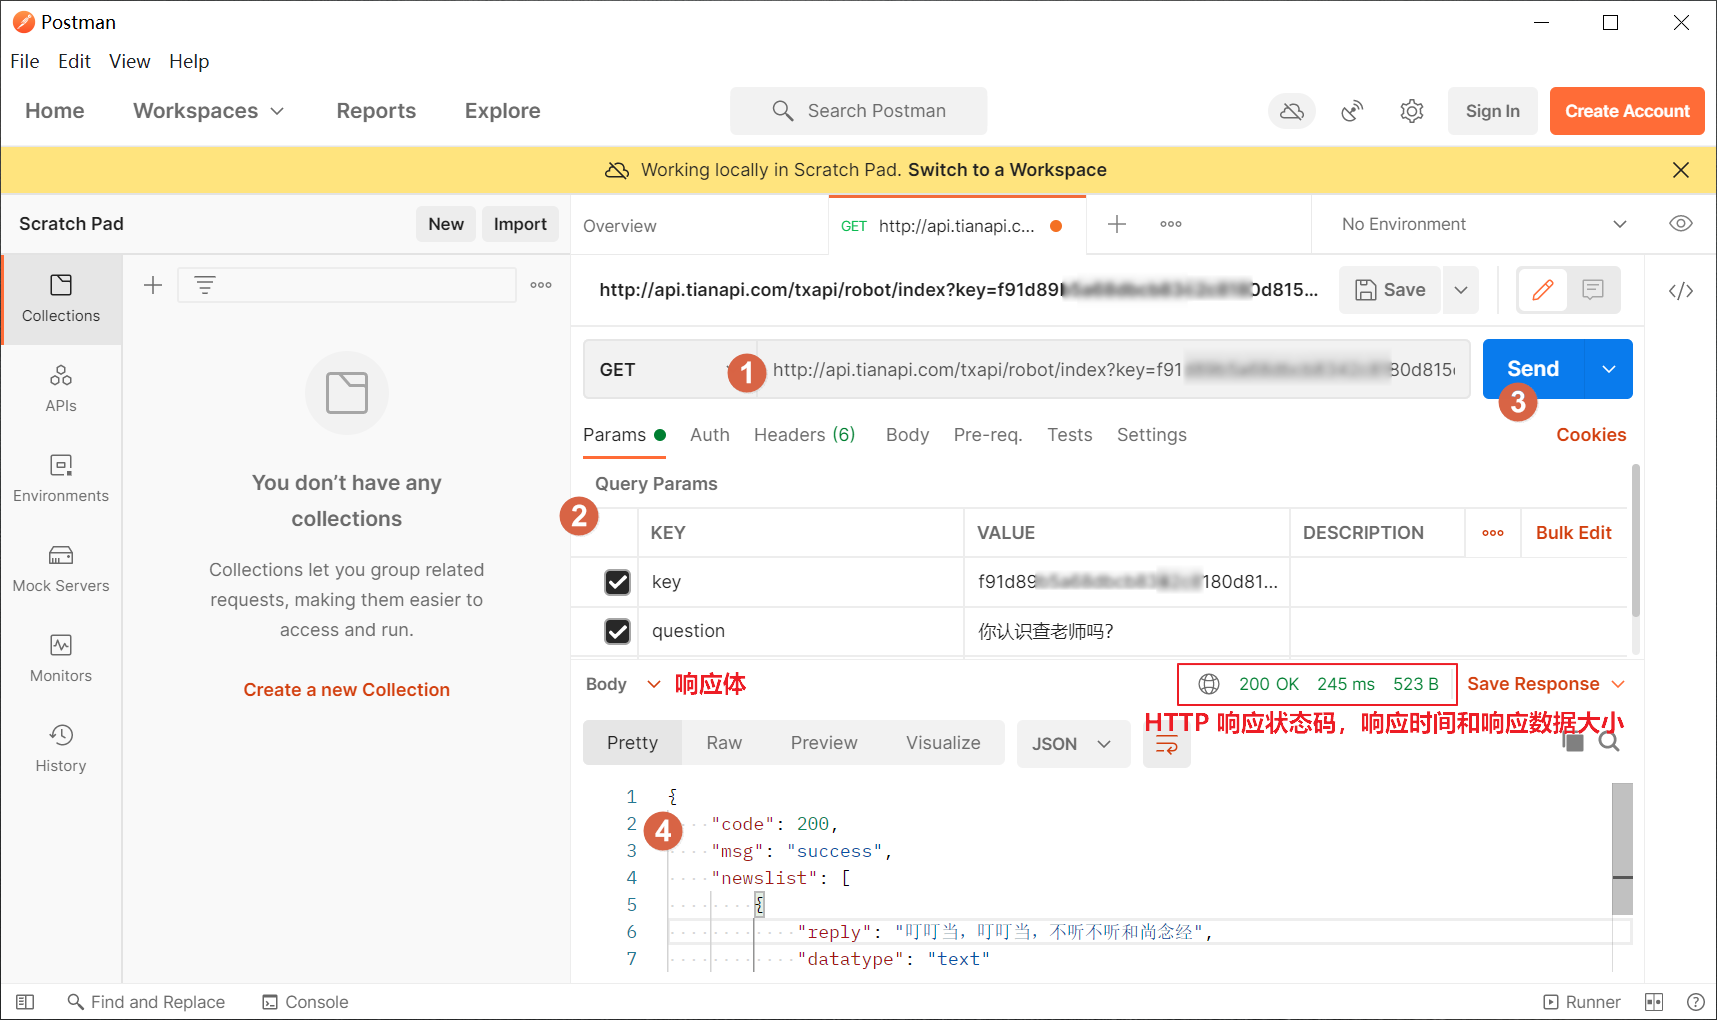 Postman
File Edit View Help
Home Workspaces Reports Explore Search Postman Sign In Create Account
Working locally in Scratch Pad. Switch to a Workspace
Scratch Pad New Import Overview GET http://api.tianapi.c... No Environment
http://api.tianapi.com/txapi/robot/index?key=f91d89 0d815... Save
Collections
GET 1 http://api.tianapi.com/txapi/robot/index?key=f91 80d815 Send
3
APIs
Params Auth Headers (6) Body Pre-req. Tests Settings Cookies
You don't have any
collections
Query Params
Environments
2
KEY VALUE DESCRIPTION Bulk Edit
Collections let you group related
requests, making them easier to
access and run.
Mock Servers
key f91d89 180d81...
question 你认识查老师吗?
Monitors
Create a new Collection
Body 响应体 200 OK 245 ms 523 B Save Response
HTTP 响应状态码，响应时间和响应数据大小
History
Pretty Raw Preview Visualize JSON
1 {
2 "code": 200,
4
3 "msg": "success",
4 "newslist": [
5 {
6 "reply": "叮叮当，叮叮当，不听不听和尚念经",
7 "datatype": "text"
Find and Replace Console Runner